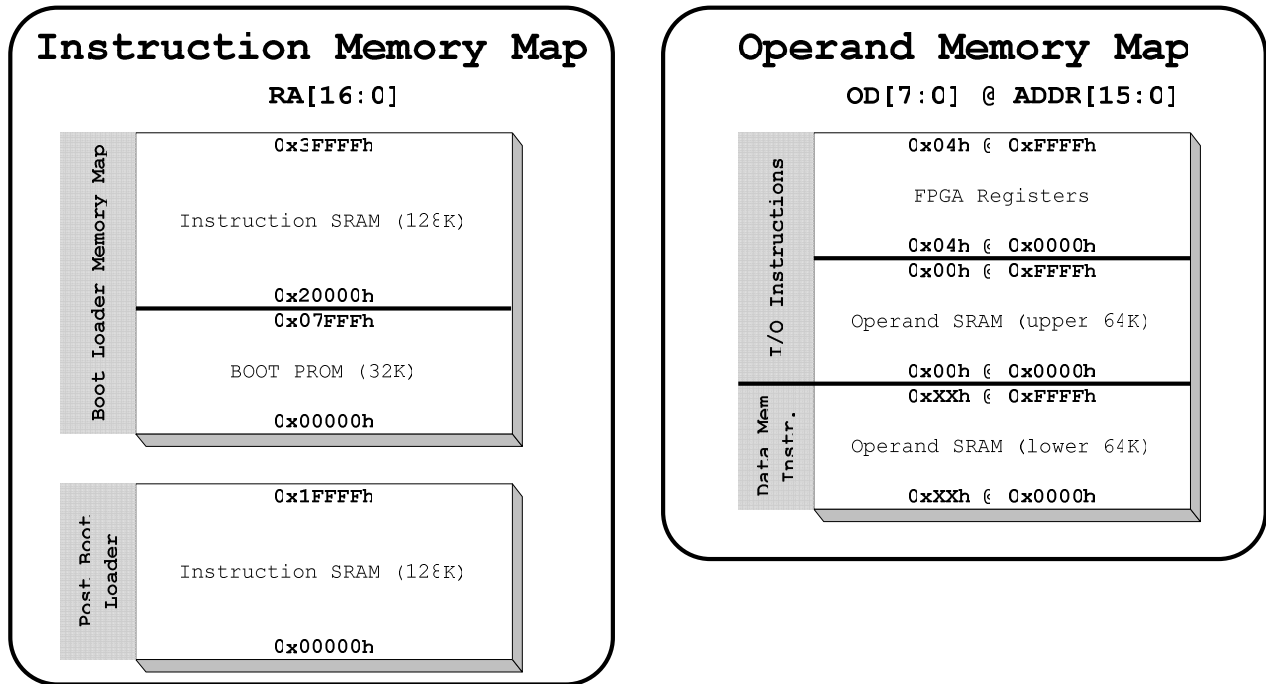 Instruction Memory Map
RA[16:0]
Boot Loader Memory Map
0x3FFFFh
Instruction SRAM (128K)
0x20000h
0x07FFFh
BOOT PROM (32K)
0x00000h
Post Boot
Loader
0x1FFFFh
Instruction SRAM (128K)
0x00000h
Operand Memory Map
OD[7:0] @ ADDR[15:0]
I/O Instructions
0x04h @ 0xFFFFh
FPGA Registers
0x04h @ 0x0000h
0x00h @ 0xFFFFh
Operand SRAM (upper 64K)
0x00h @ 0x0000h
Data Mem
Instr.
0xXXh @ 0xFFFFh
Operand SRAM (lower 64K)
0xXXh @ 0x0000h